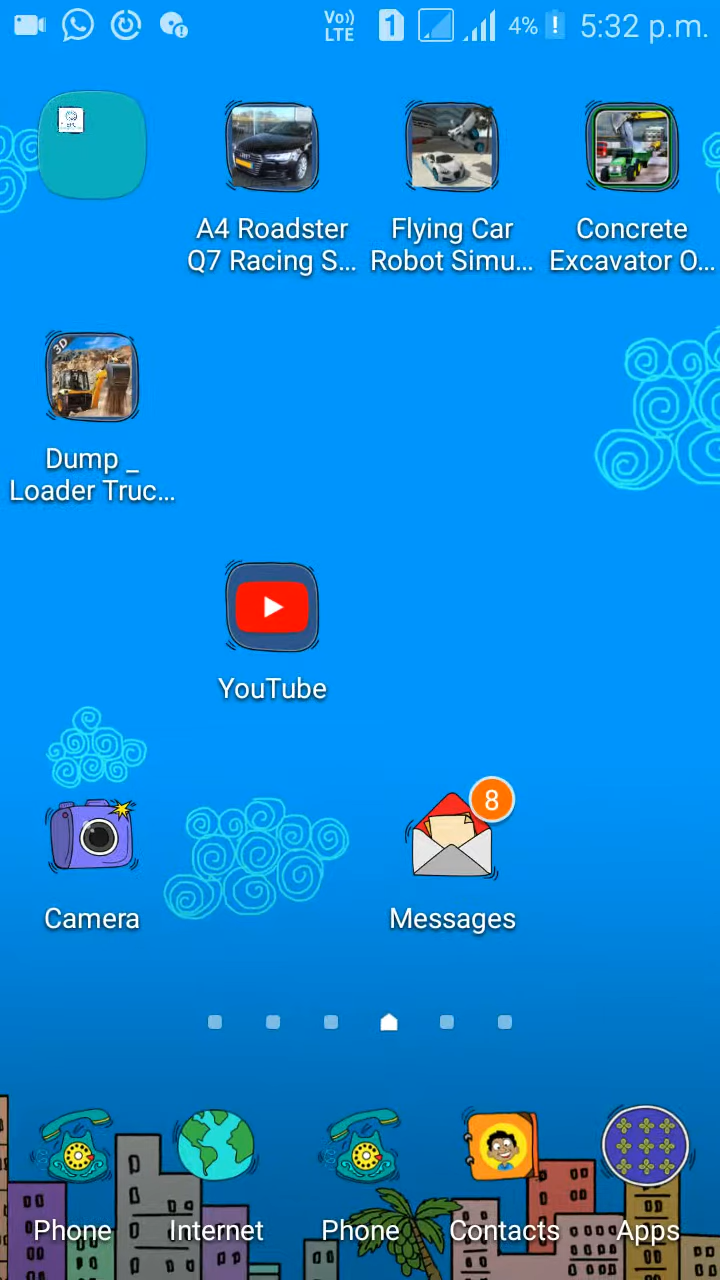 Vo))
LTE
1
4%
5:32 p.m.
A4 Roadster
Q7 Racing S...
Flying Car
Robot Simu...
Concrete
Excavator O...
3D
Dump _
Loader Truc...
YouTube
8
Camera
Messages
Phone
Internet
Phone
Contacts
Apps